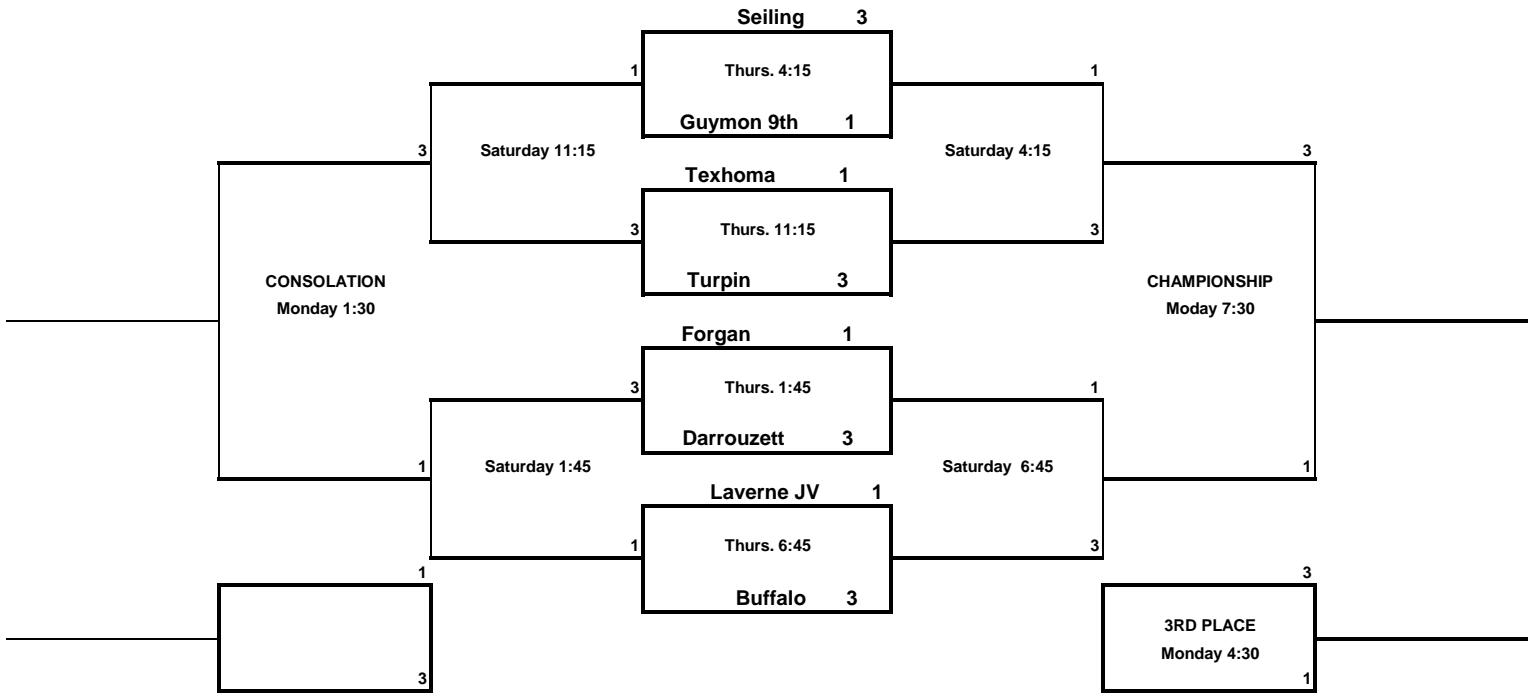 Seiling 3
1 Thurs. 4:15 1
Guymon 9th 1
3 Saturday 11:15 Saturday 4:15 3
Texhoma 1
3 Thurs. 11:15 3
Turpin 3
CONSOLATION CHAMPIONSHIP
Monday 1:30 Moday 7:30
Forgan 1
3 Thurs. 1:45 1
Darrouzett 3
1 Saturday 1:45 Saturday 6:45 1
Laverne JV 1
1 Thurs. 6:45 3
1 3
Buffalo 3
3RD PLACE
Monday 4:30
3 1